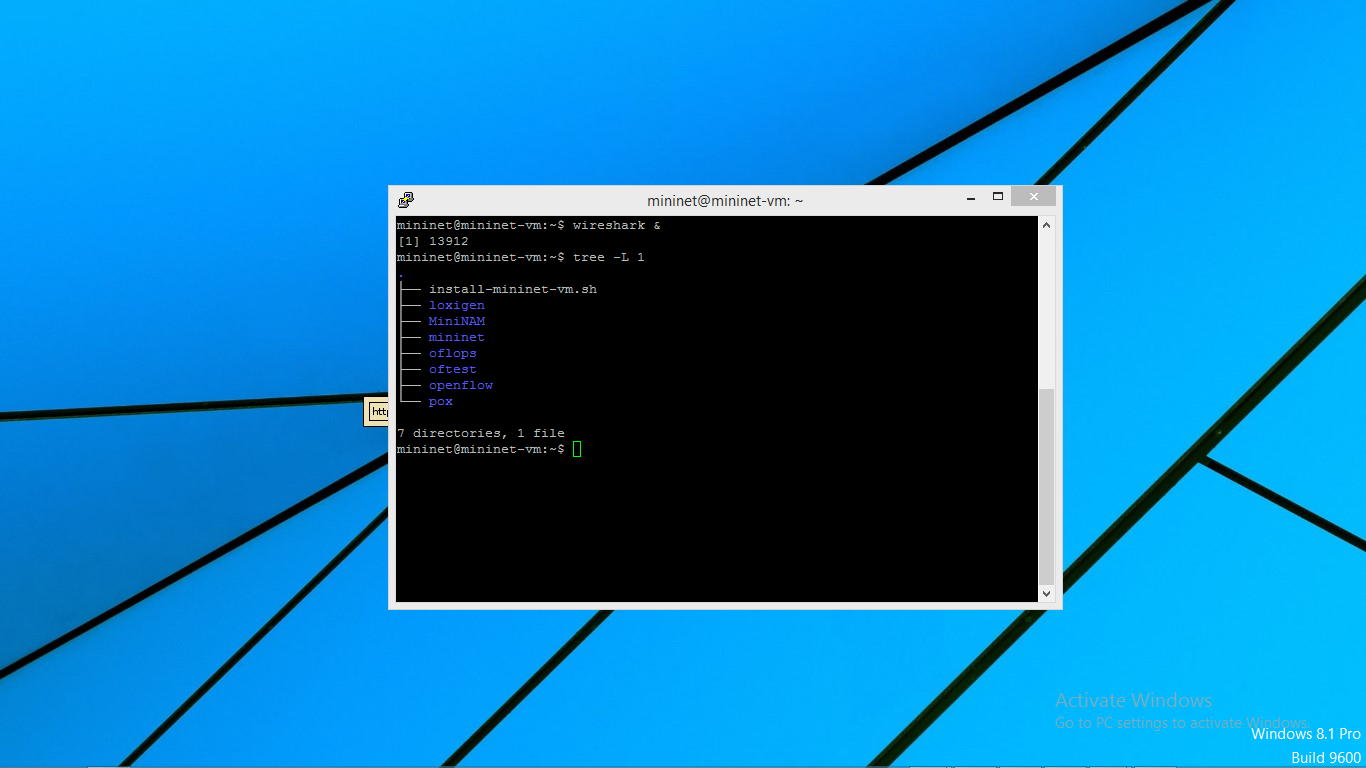 mininet@mininet-vm: ~
mininet@mininet-vm:~$ wireshark &
[1] 13912
mininet@mininet-vm:~$ tree -L 1
.
├── install-mininet-vm.sh
├── loxigen
├── MiniNAM
├── mininet
├── oflops
├── oftest
├── openflow
└── pox
7 directories, 1 file
mininet@mininet-vm:~$
htt
Activate Windows
Go to PC settings to activate Windows.
Windows 8.1 Pro
Build 9600